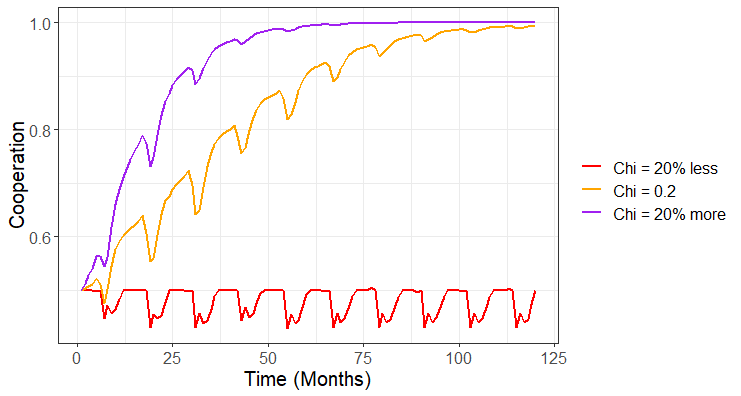 1.0
0.8
0.6
Cooperation
0 25 50 75 100 125
Time (Months)
Chi = 20% less
Chi = 0.2
Chi = 20% more